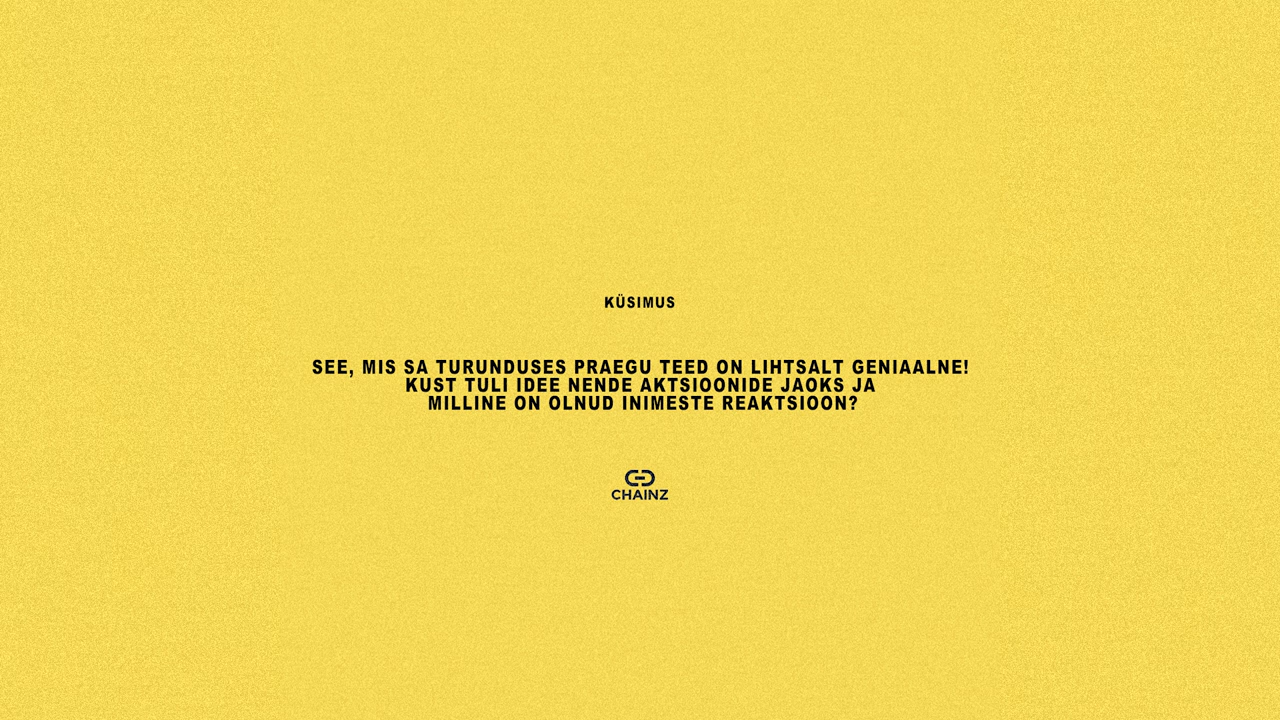 KÜSIMUS
SEE, MIS SA TURUNDUSES PRAEGU TEED ON LIHTSALT GENIAALNE!
KUST TULI IDEE NENDE AKTSIOONIDE JAOKS JA
MILLINE ON OLNUD INIMESTE REAKTSIOON?
CHAINZ